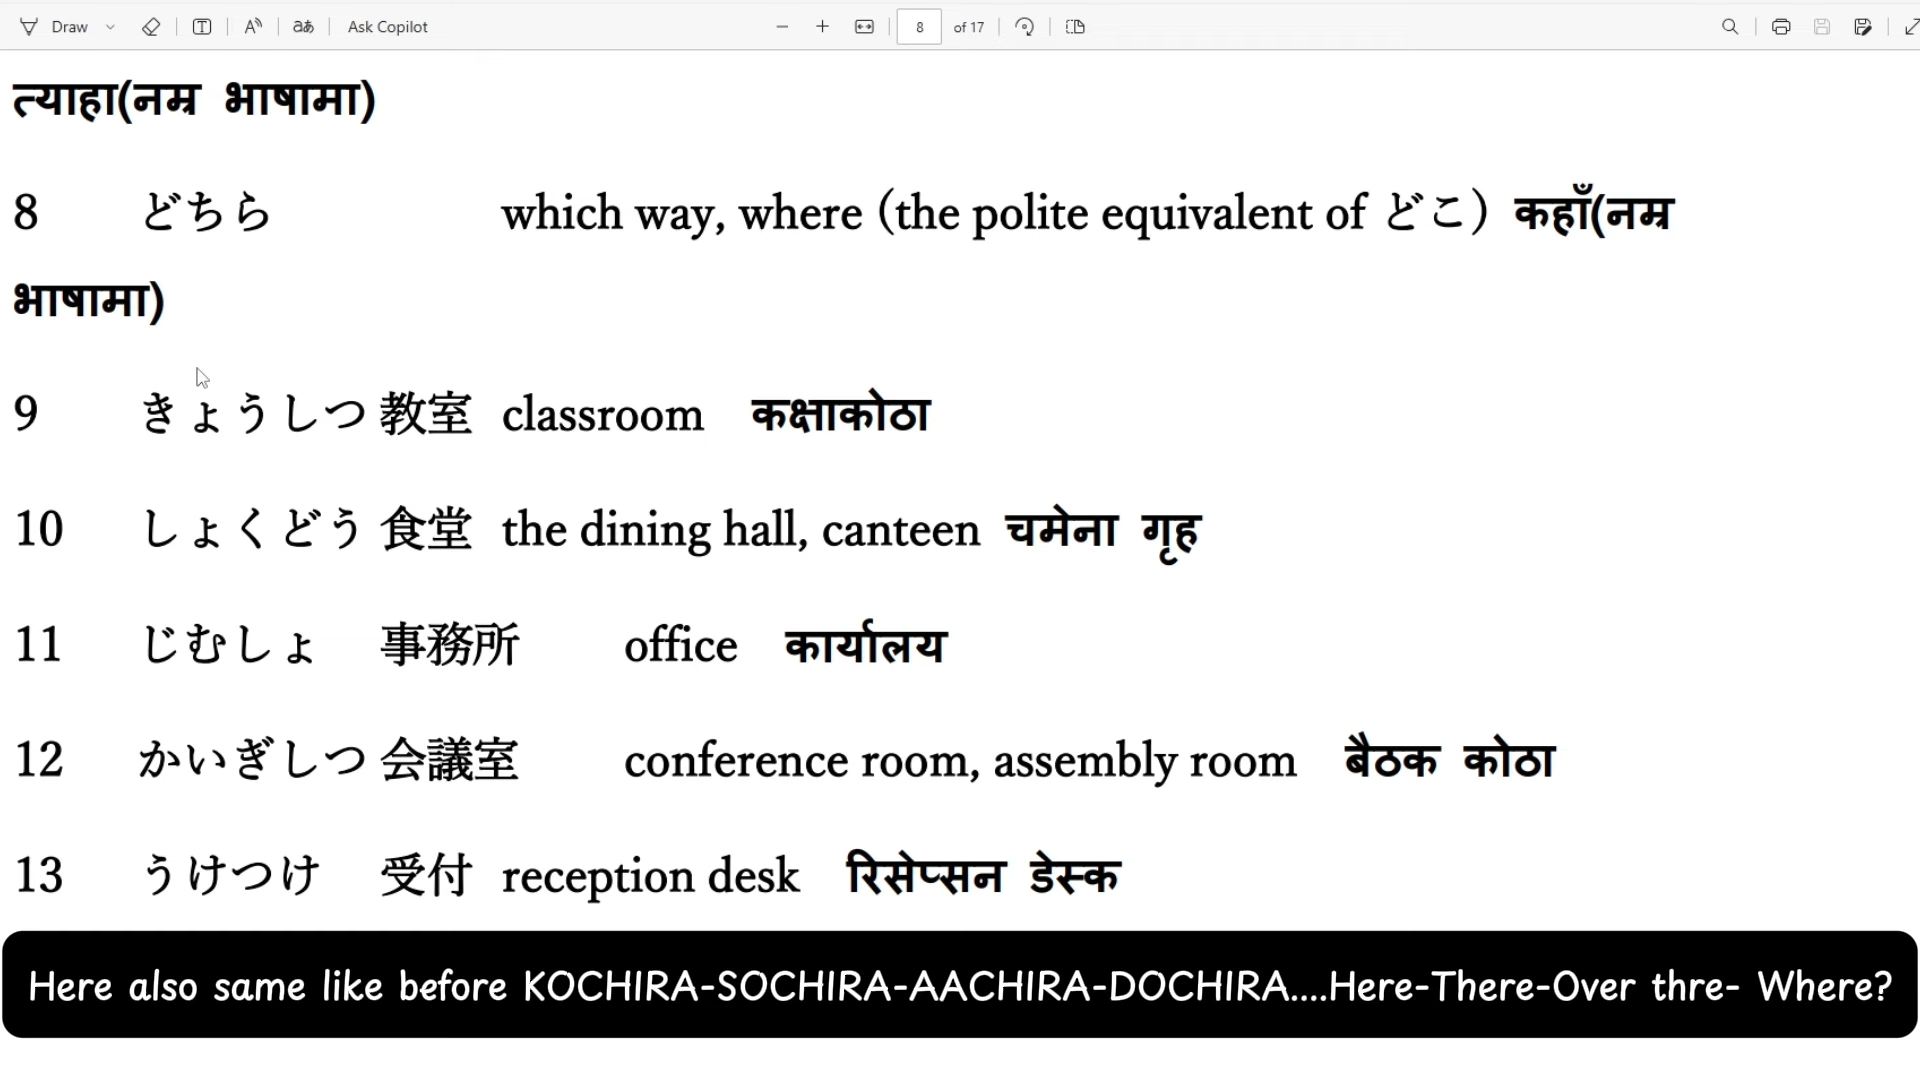 Draw Ask Copilot 8 of 17
त्याहा(नम्र भाषामा)
8 どちら which way, where (the polite equivalent of どこ) कहाँ(नम्र
भाषामा)
9 きょうしつ 教室 classroom कक्षाकोठा
10 しょくどう 食堂 the dining hall, canteen चमेना गृह
11 じむしょ 事務所 office कार्यालय
12 かいぎしつ 会議室 conference room, assembly room बैठक कोठा
13 うけつけ 受付 reception desk रिसेप्सन डेस्क
Here also same like before KOCHIRA-SOCHIRA-AACHIRA-DOCHIRA....Here-There-Over thre- Where?